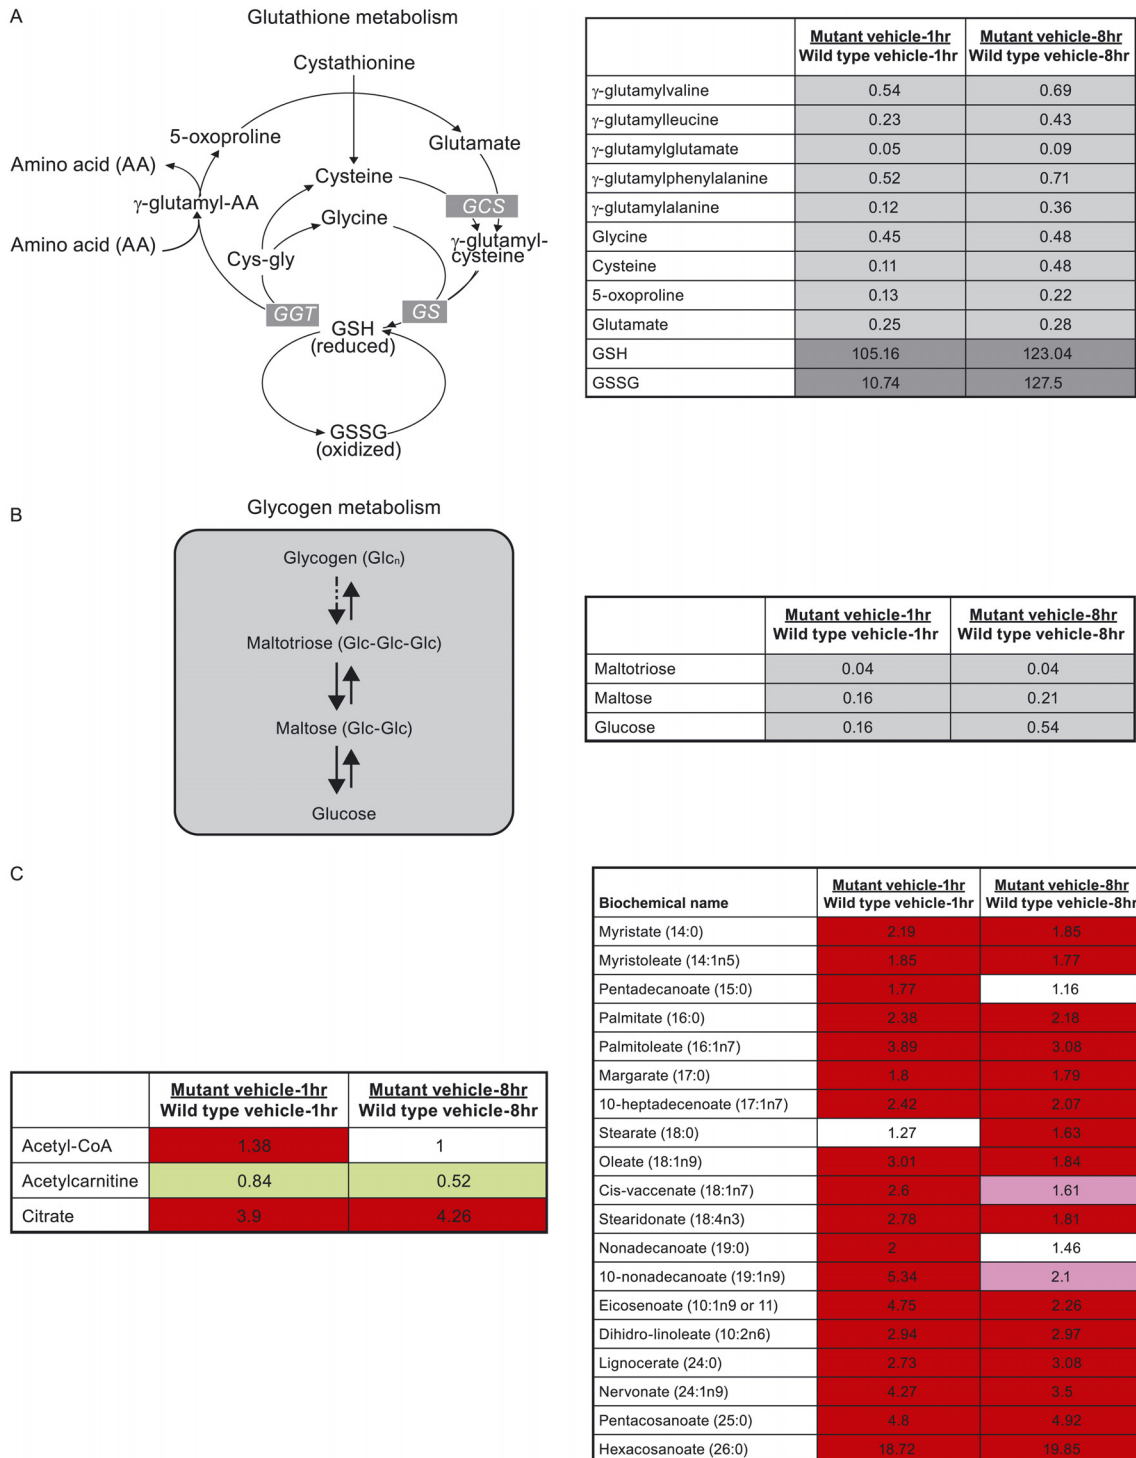 A
Glutathione metabolism
Cystathionine
5-oxoproline
Glutamate
Amino acid (AA)
Cysteine
γ-glutamyl-AA
GCS
Glycine
Amino acid (AA)
γ-glutamyl-
cysteine
Cys-gly
GGT
GS
GSH
(reduced)
GSSG
(oxidized)
Mutant vehicle-1hr Mutant vehicle-8hr
Wild type vehicle-1hr Wild type vehicle-8hr
γ-glutamylvaline 0.54 0.69
γ-glutamylleucine 0.23 0.43
γ-glutamylglutamate 0.05 0.09
γ-glutamylphenylalanine 0.52 0.71
γ-glutamylalanine 0.12 0.36
Glycine 0.45 0.48
Cysteine 0.11 0.48
5-oxoproline 0.13 0.22
Glutamate 0.25 0.28
GSH 105.16 123.04
GSSG 10.74 127.5
B
Glycogen metabolism
Glycogen (Glcn)
Maltotriose (Glc-Glc-Glc)
Maltose (Glc-Glc)
Glucose
Mutant vehicle-1hr Mutant vehicle-8hr
Wild type vehicle-1hr Wild type vehicle-8hr
Maltotriose 0.04 0.04
Maltose 0.16 0.21
Glucose 0.16 0.54
C
Mutant vehicle-1hr Mutant vehicle-8hr
Wild type vehicle-1hr Wild type vehicle-8hr
Acetyl-CoA 1.38 1
Acetylcarnitine 0.84 0.52
Citrate 3.9 4.26
Mutant vehicle-1hr Mutant vehicle-8hr
Biochemical name Wild type vehicle-1hr Wild type vehicle-8hr
Myristate (14:0) 2.19 1.85
Myristoleate (14:1n5) 1.85 1.77
Pentadecanoate (15:0) 1.77 1.16
Palmitate (16:0) 2.38 2.18
Palmitoleate (16:1n7) 3.89 3.08
Margarate (17:0) 1.8 1.79
10-heptadecenoate (17:1n7) 2.42 2.07
Stearate (18:0) 1.27 1.63
Oleate (18:1n9) 3.01 1.84
Cis-vaccenate (18:1n7) 2.6 1.61
Stearidonate (18:4n3) 2.78 1.81
Nonadecanoate (19:0) 2 1.46
10-nonadecanoate (19:1n9) 5.34 2.1
Eicosenoate (10:1n9 or 11) 4.75 2.26
Dihidro-linoleate (10:2n6) 2.94 2.97
Lignocerate (24:0) 2.73 3.08
Nervonate (24:1n9) 4.27 3.5
Pentacosanoate (25:0) 4.8 4.92
Hexacosanoate (26:0) 18.72 19.85